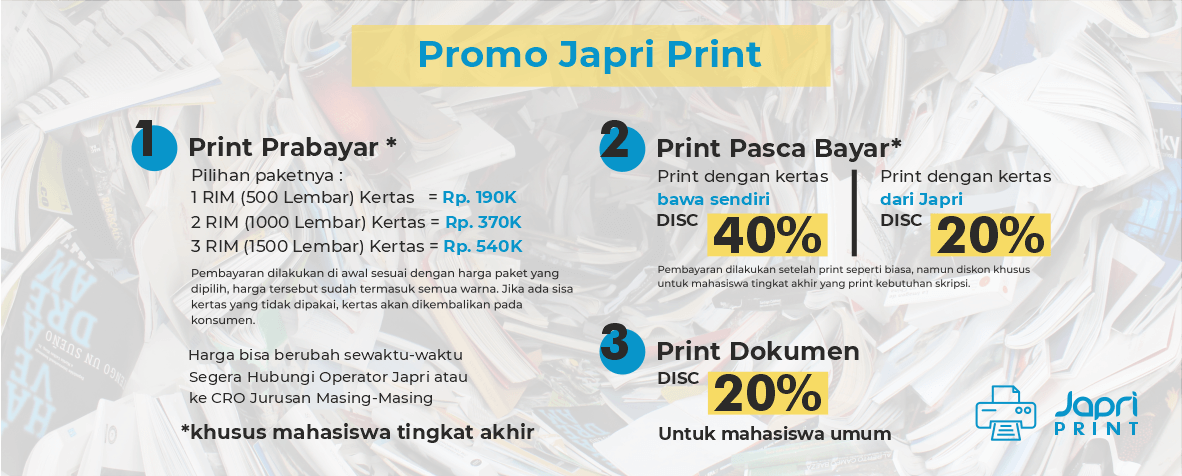 Promo Japri Print
1
Print Prabayar *
Pilihan paketnya :
1 RIM (500 Lembar) Kertas = Rp. 190K
2 RIM (1000 Lembar) Kertas = Rp. 370K
3 RIM (1500 Lembar) Kertas = Rp. 540K
Pembayaran dilakukan di awal sesuai dengan harga paket yang
dipilih, harga tersebut sudah termasuk semua warna. Jika ada sisa
kertas yang tidak dipakai, kertas akan dikembalikan pada
konsumen.
Harga bisa berubah sewaktu-waktu
Segera Hubungi Operator Japri atau
ke CRO Jurusan Masing-Masing
*khusus mahasiswa tingkat akhir
2
Print Pasca Bayar*
Print dengan kertas
bawa sendiri
DISC 40%
Print dengan kertas
dari Japri
DISC 20%
Pembayaran dilakukan setelah print seperti biasa, namun diskon khusus
untuk mahasiswa tingkat akhir yang print kebutuhan skripsi.
3
Print Dokumen
DISC 20%
Untuk mahasiswa umum
Japri
PRINT